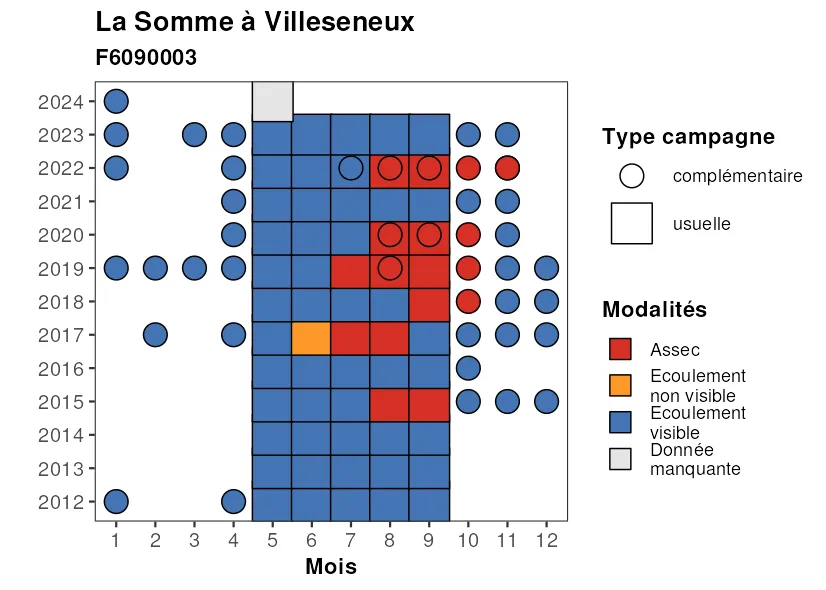 La Somme à Villeseneux
F6090003
2024
2023
2022
2021
2020
2019
2018
2017
2016
2015
2014
2013
2012
1 2 3 4 5 6 7 8 9 10 11 12
Mois
Type campagne
complémentaire
usuelle
Modalités
Assec
Ecoulement
non visible
Ecoulement
visible
Donnée
manquante